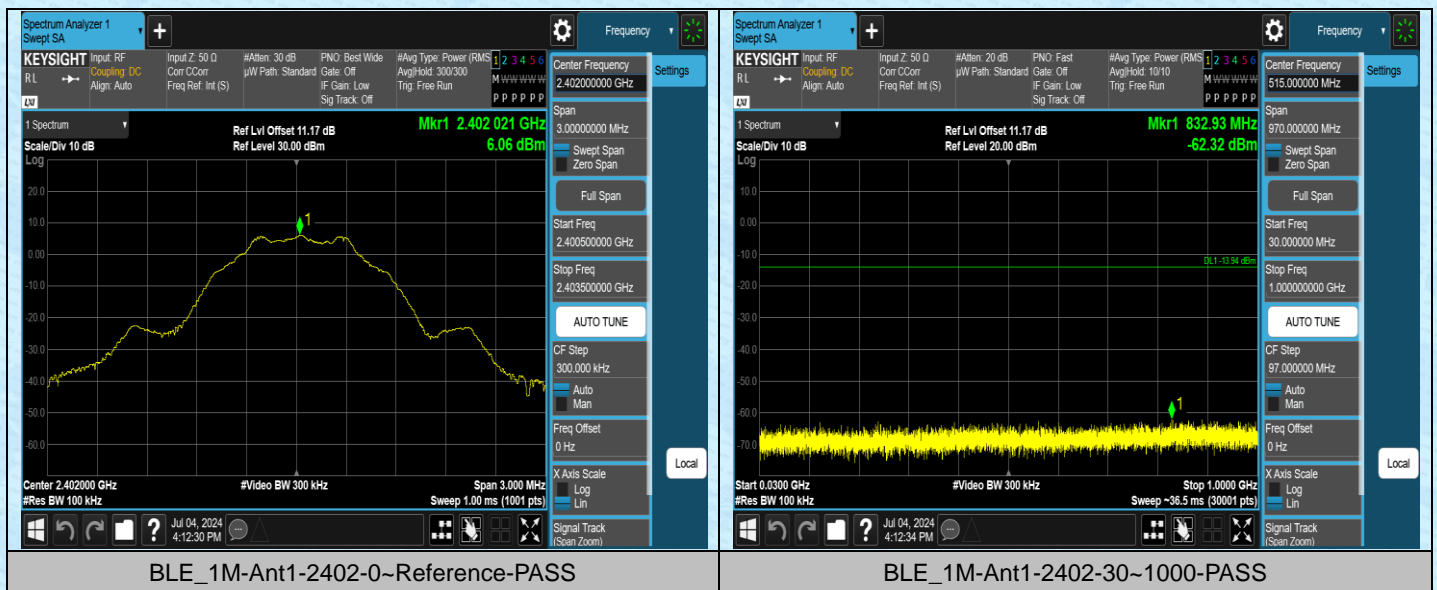 Spectrum Analyzer 1
Swept SA
Frequency
KEYSIGHT
R L
LXI
Input: RF
Coupling: DC
Align: Auto
Input Z: 50 Ω
Corr CCorr
Freq Ref: Int (S)
#Atten: 30 dB
µW Path: Standard
PNO: Best Wide
Gate: Off
IF Gain: Low
Sig Track: Off
#Avg Type: Power (RMS
Avg|Hold: 300/300
Trig: Free Run
1 2 3 4 5 6
M W W W W W
P P P P P P
Center Frequency
2.402000000 GHz
Settings
1 Spectrum
Scale/Div 10 dB
Log
Ref Lvl Offset 11.17 dB
Ref Level 30.00 dBm
Mkr1 2.402 021 GHz
6.06 dBm
Span
3.00000000 MHz
Swept Span
Zero Span
Full Span
Start Freq
2.400500000 GHz
Stop Freq
2.403500000 GHz
AUTO TUNE
CF Step
300.000 kHz
Auto
Man
Freq Offset
0 Hz
X Axis Scale
Log
Lin
Signal Track
(Span Zoom)
Local
20.0
10.0
0.00
-10.0
-20.0
-30.0
-40.0
-50.0
-60.0
1
Center 2.402000 GHz
#Res BW 100 kHz
#Video BW 300 kHz
Span 3.000 MHz
Sweep 1.00 ms (1001 pts)
Jul 04, 2024
4:12:30 PM
BLE_1M-Ant1-2402-0~Reference-PASS
Spectrum Analyzer 1
Swept SA
Frequency
KEYSIGHT
R L
LXI
Input: RF
Coupling: DC
Align: Auto
Input Z: 50 Ω
Corr CCorr
Freq Ref: Int (S)
#Atten: 20 dB
µW Path: Standard
PNO: Fast
Gate: Off
IF Gain: Low
Sig Track: Off
#Avg Type: Power (RMS
Avg|Hold: 10/10
Trig: Free Run
1 2 3 4 5 6
M W W W W W
P P P P P P
Center Frequency
515.000000 MHz
Settings
1 Spectrum
Scale/Div 10 dB
Log
Ref Lvl Offset 11.17 dB
Ref Level 20.00 dBm
Mkr1 832.93 MHz
-62.32 dBm
Span
970.000000 MHz
Swept Span
Zero Span
Full Span
Start Freq
30.000000 MHz
Stop Freq
1.000000000 GHz
AUTO TUNE
CF Step
97.000000 MHz
Auto
Man
Freq Offset
0 Hz
X Axis Scale
Log
Lin
Signal Track
(Span Zoom)
Local
10.0
0.00
-10.0
DL1 -13.94 dBm
-20.0
-30.0
-40.0
-50.0
-60.0
-70.0
1
Start 0.0300 GHz
#Res BW 100 kHz
#Video BW 300 kHz
Stop 1.0000 GHz
Sweep ~36.5 ms (30001 pts)
Jul 04, 2024
4:12:34 PM
BLE_1M-Ant1-2402-30~1000-PASS